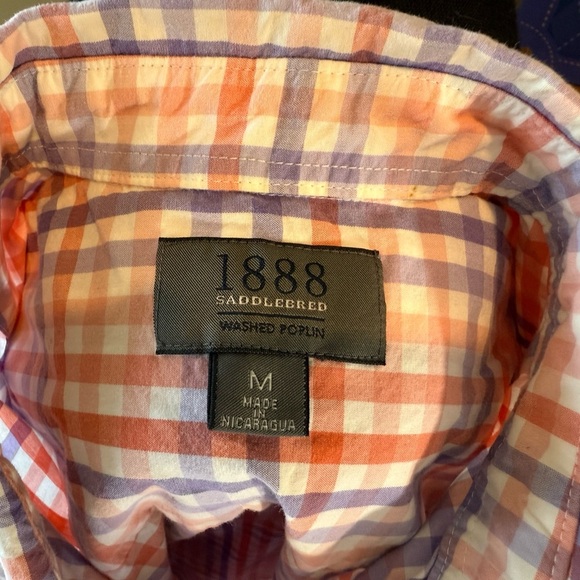 1888
SADDLEBRED
WASHED POPLIN
M
MADE
IN
NICARAGUA